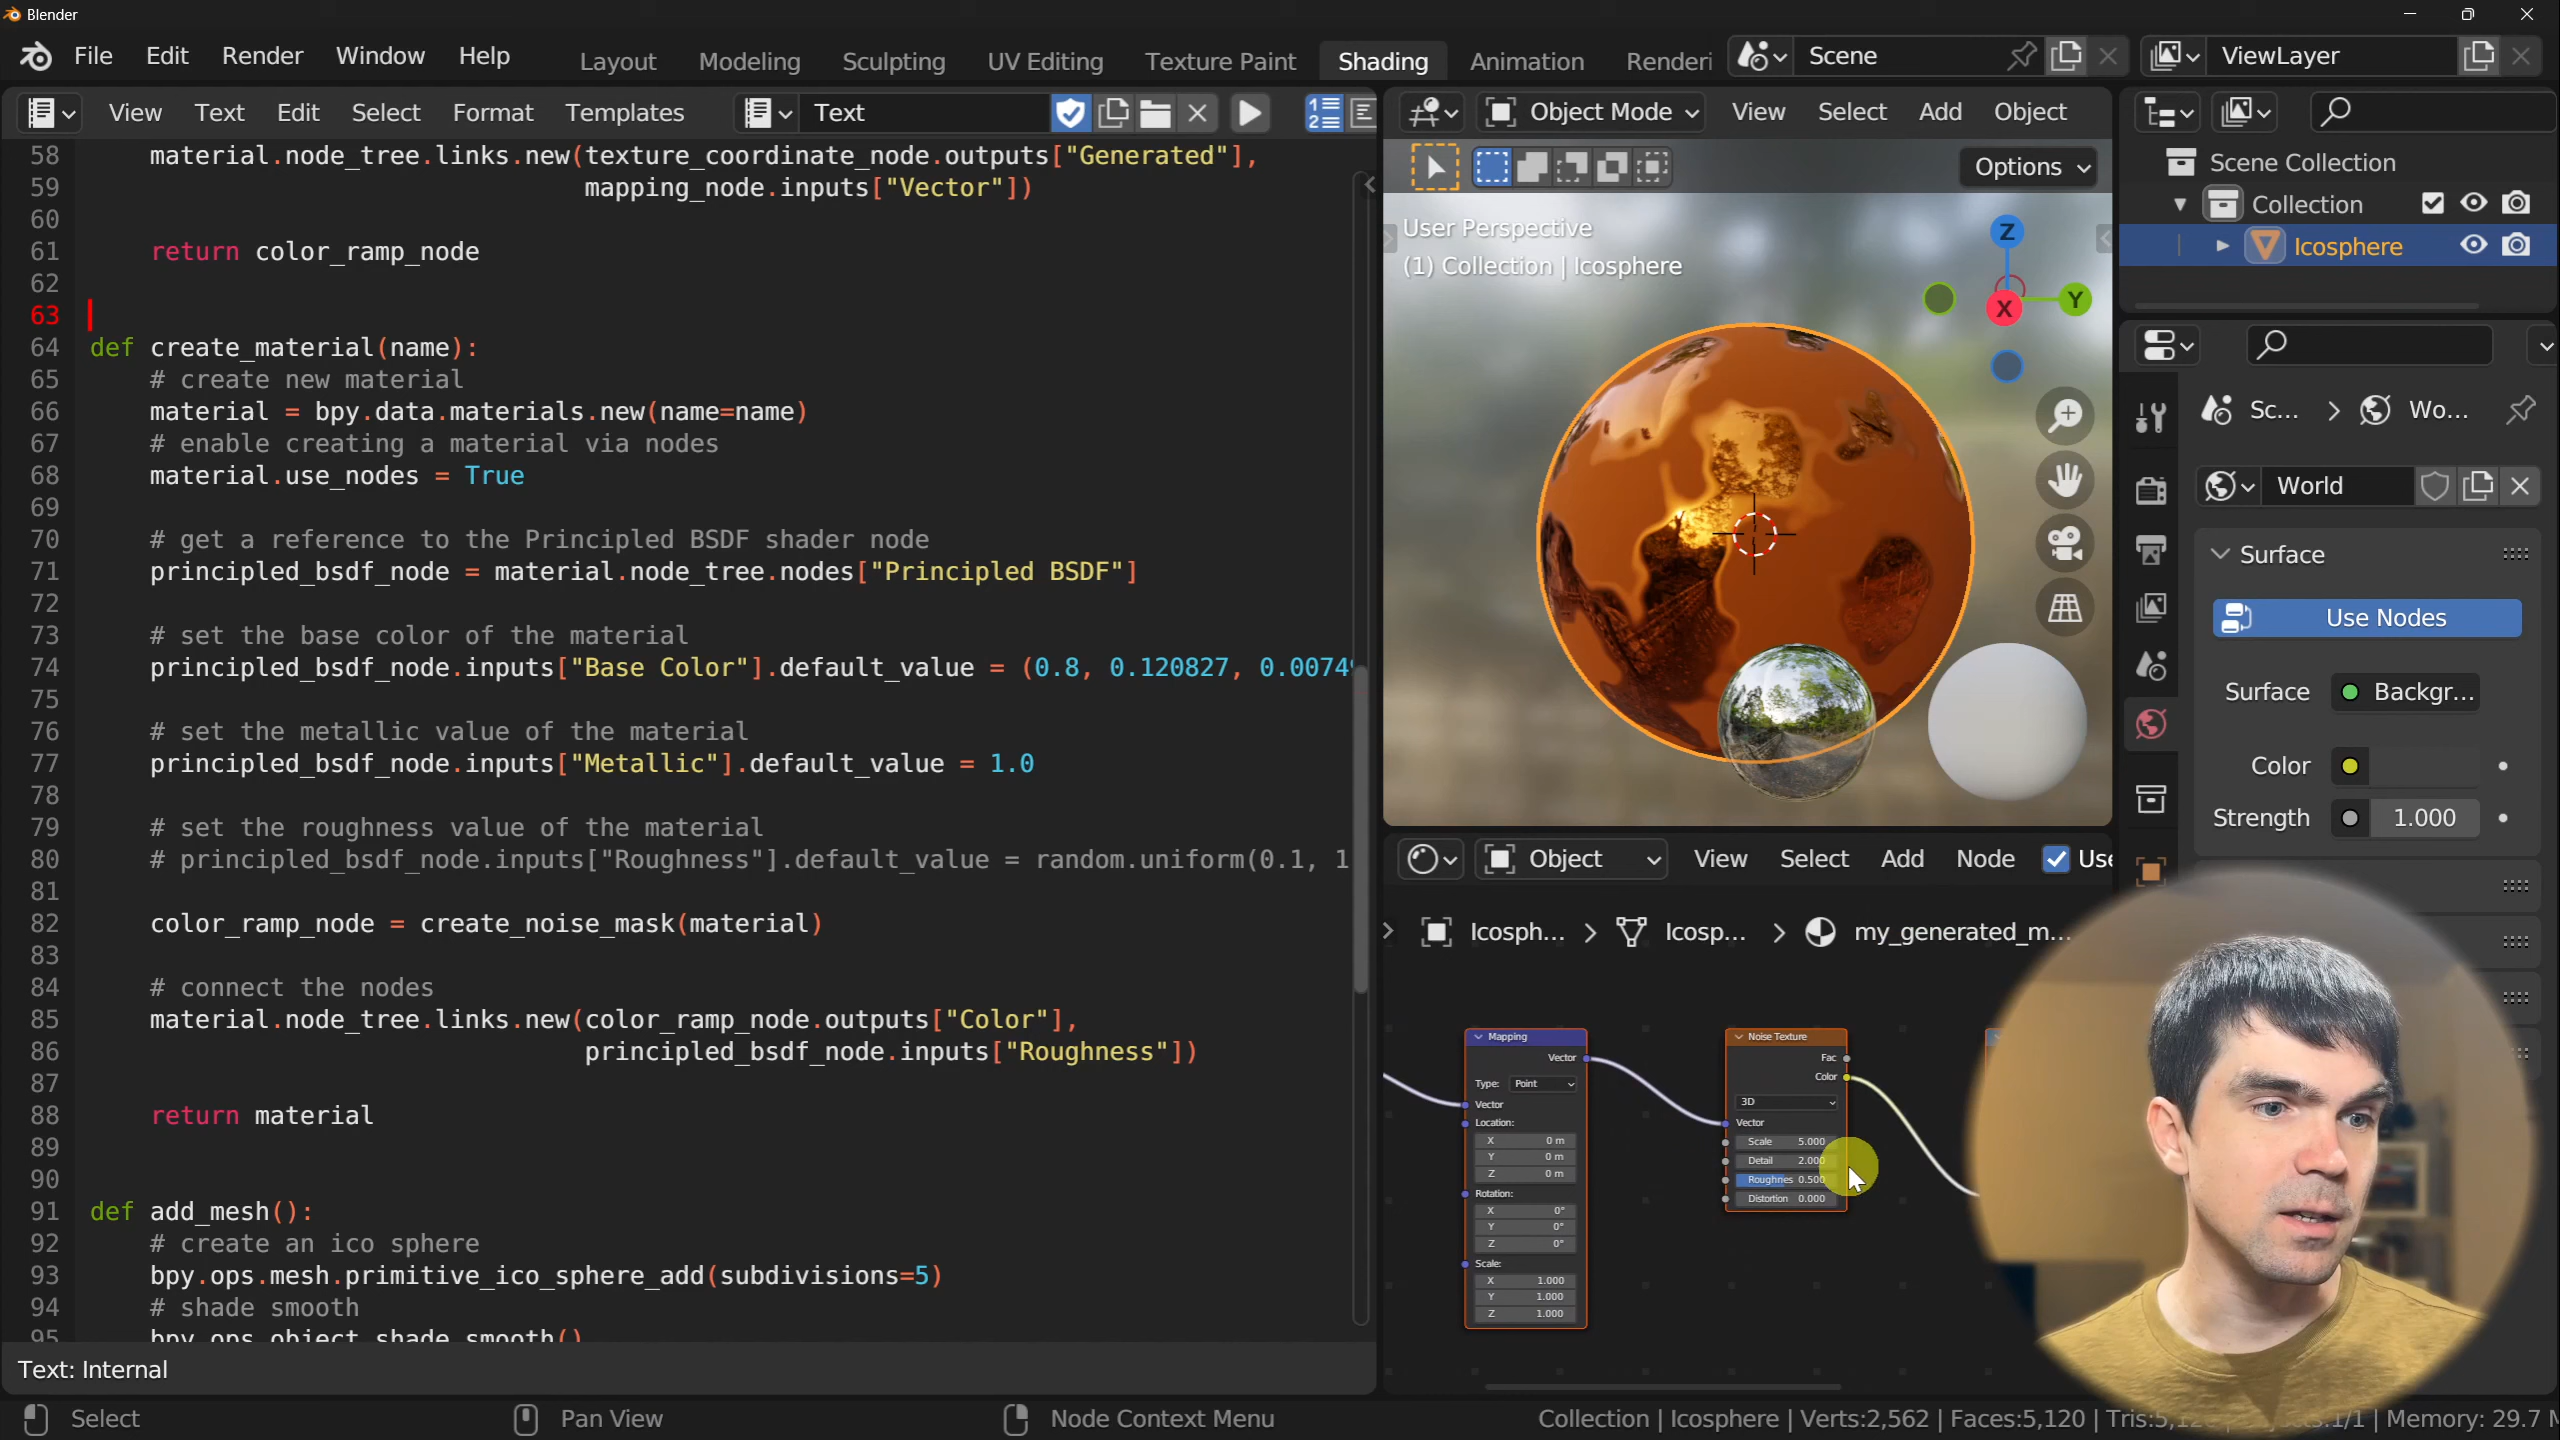 Blender
File Edit Render Window Help Layout Modeling Sculpting UV Editing Texture Paint Shading Animation Renderi Scene ViewLayer
View Text Edit Select Format Templates Text
58 material.node_tree.links.new(texture_coordinate_node.outputs["Generated"],
59 mapping_node.inputs["Vector"])
60
61 return color_ramp_node
62
63
64 def create_material(name):
65 # create new material
66 material = bpy.data.materials.new(name=name)
67 # enable creating a material via nodes
68 material.use_nodes = True
69
70 # get a reference to the Principled BSDF shader node
71 principled_bsdf_node = material.node_tree.nodes["Principled BSDF"]
72
73 # set the base color of the material
74 principled_bsdf_node.inputs["Base Color"].default_value = (0.8, 0.120827, 0.0074
75
76 # set the metallic value of the material
77 principled_bsdf_node.inputs["Metallic"].default_value = 1.0
78
79 # set the roughness value of the material
80 # principled_bsdf_node.inputs["Roughness"].default_value = random.uniform(0.1, 1
81
82 color_ramp_node = create_noise_mask(material)
83
84 # connect the nodes
85 material.node_tree.links.new(color_ramp_node.outputs["Color"],
86 principled_bsdf_node.inputs["Roughness"])
87
88 return material
89
90
91 def add_mesh():
92 # create an ico sphere
93 bpy.ops.mesh.primitive_ico_sphere_add(subdivisions=5)
94 # shade smooth
95 bpy.ops.object.shade_smooth()
Text: Internal
Object Mode View Select Add Object
Options
User Perspective
(1) Collection | Icosphere
Z
Y
X
Object View Select Add Node Use
Icosph... Icosp... my_generated_m...
Mapping
Vector
Type: Point
Vector
Location:
X 0 m
Y 0 m
Z 0 m
Rotation:
X 0°
Y 0°
Z 0°
Scale:
X 1.000
Y 1.000
Z 1.000
Noise Texture
Fac
Color
3D
Vector
Scale 5.000
Detail 2.000
Roughnes 0.500
Distortion 0.000
Scene Collection
Collection
Icosphere
Sc... Wo...
World
Surface
Use Nodes
Surface Backgr...
Color
Strength 1.000
Select Pan View Node Context Menu Collection | Icosphere | Verts:2,562 | Faces:5,120 | 1/1 | Memory: 29.7 M